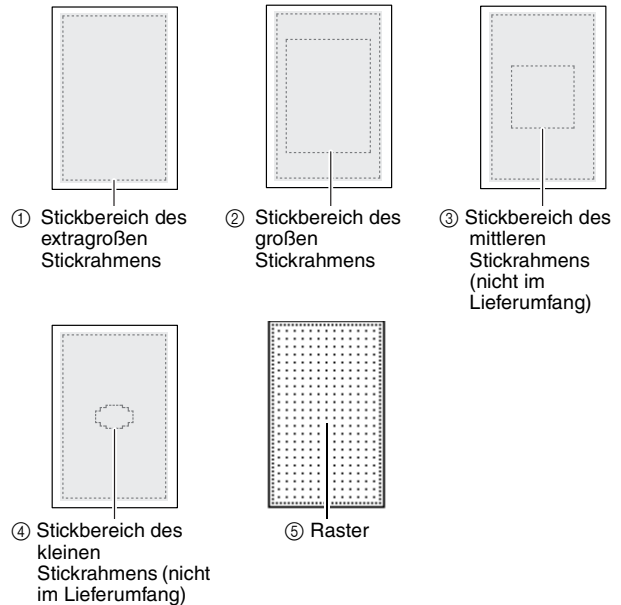 ① Stickbereich des
extragroßen
Stickrahmens
② Stickbereich des
großen
Stickrahmens
③ Stickbereich des
mittleren
Stickrahmens
(nicht im
Lieferumfang)
④ Stickbereich des
kleinen
Stickrahmens (nicht
im Lieferumfang)
⑤ Raster